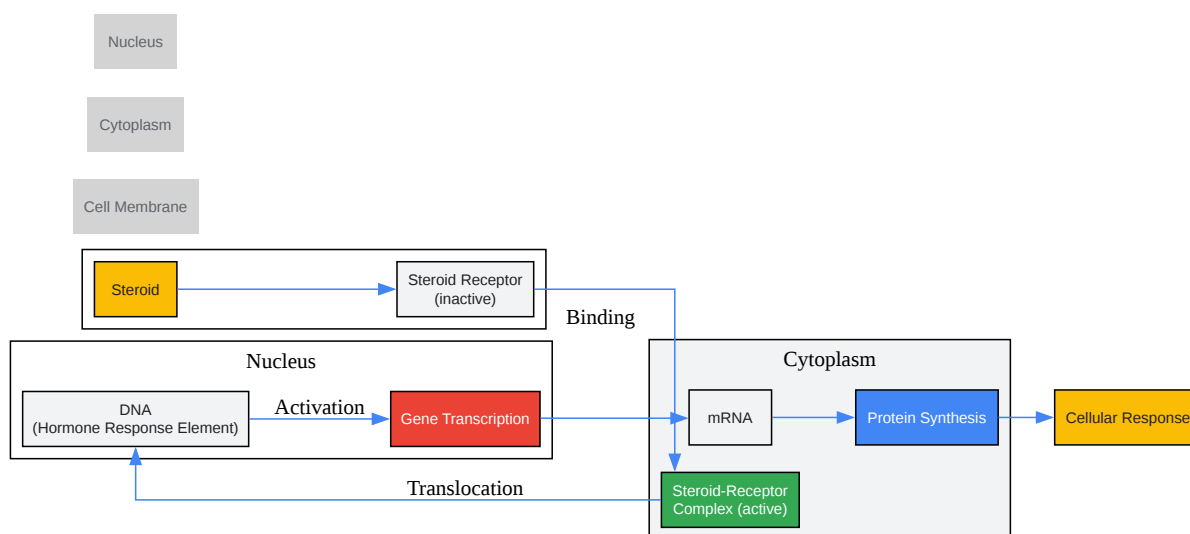 Nucleus
Cytoplasm
Cell Membrane
Steroid
Steroid Receptor
(inactive)
Binding
Nucleus
Cytoplasm
DNA
(Hormone Response Element)
Activation
Gene Transcription
mRNA
Protein Synthesis
Cellular Response
Translocation
Steroid-Receptor
Complex (active)